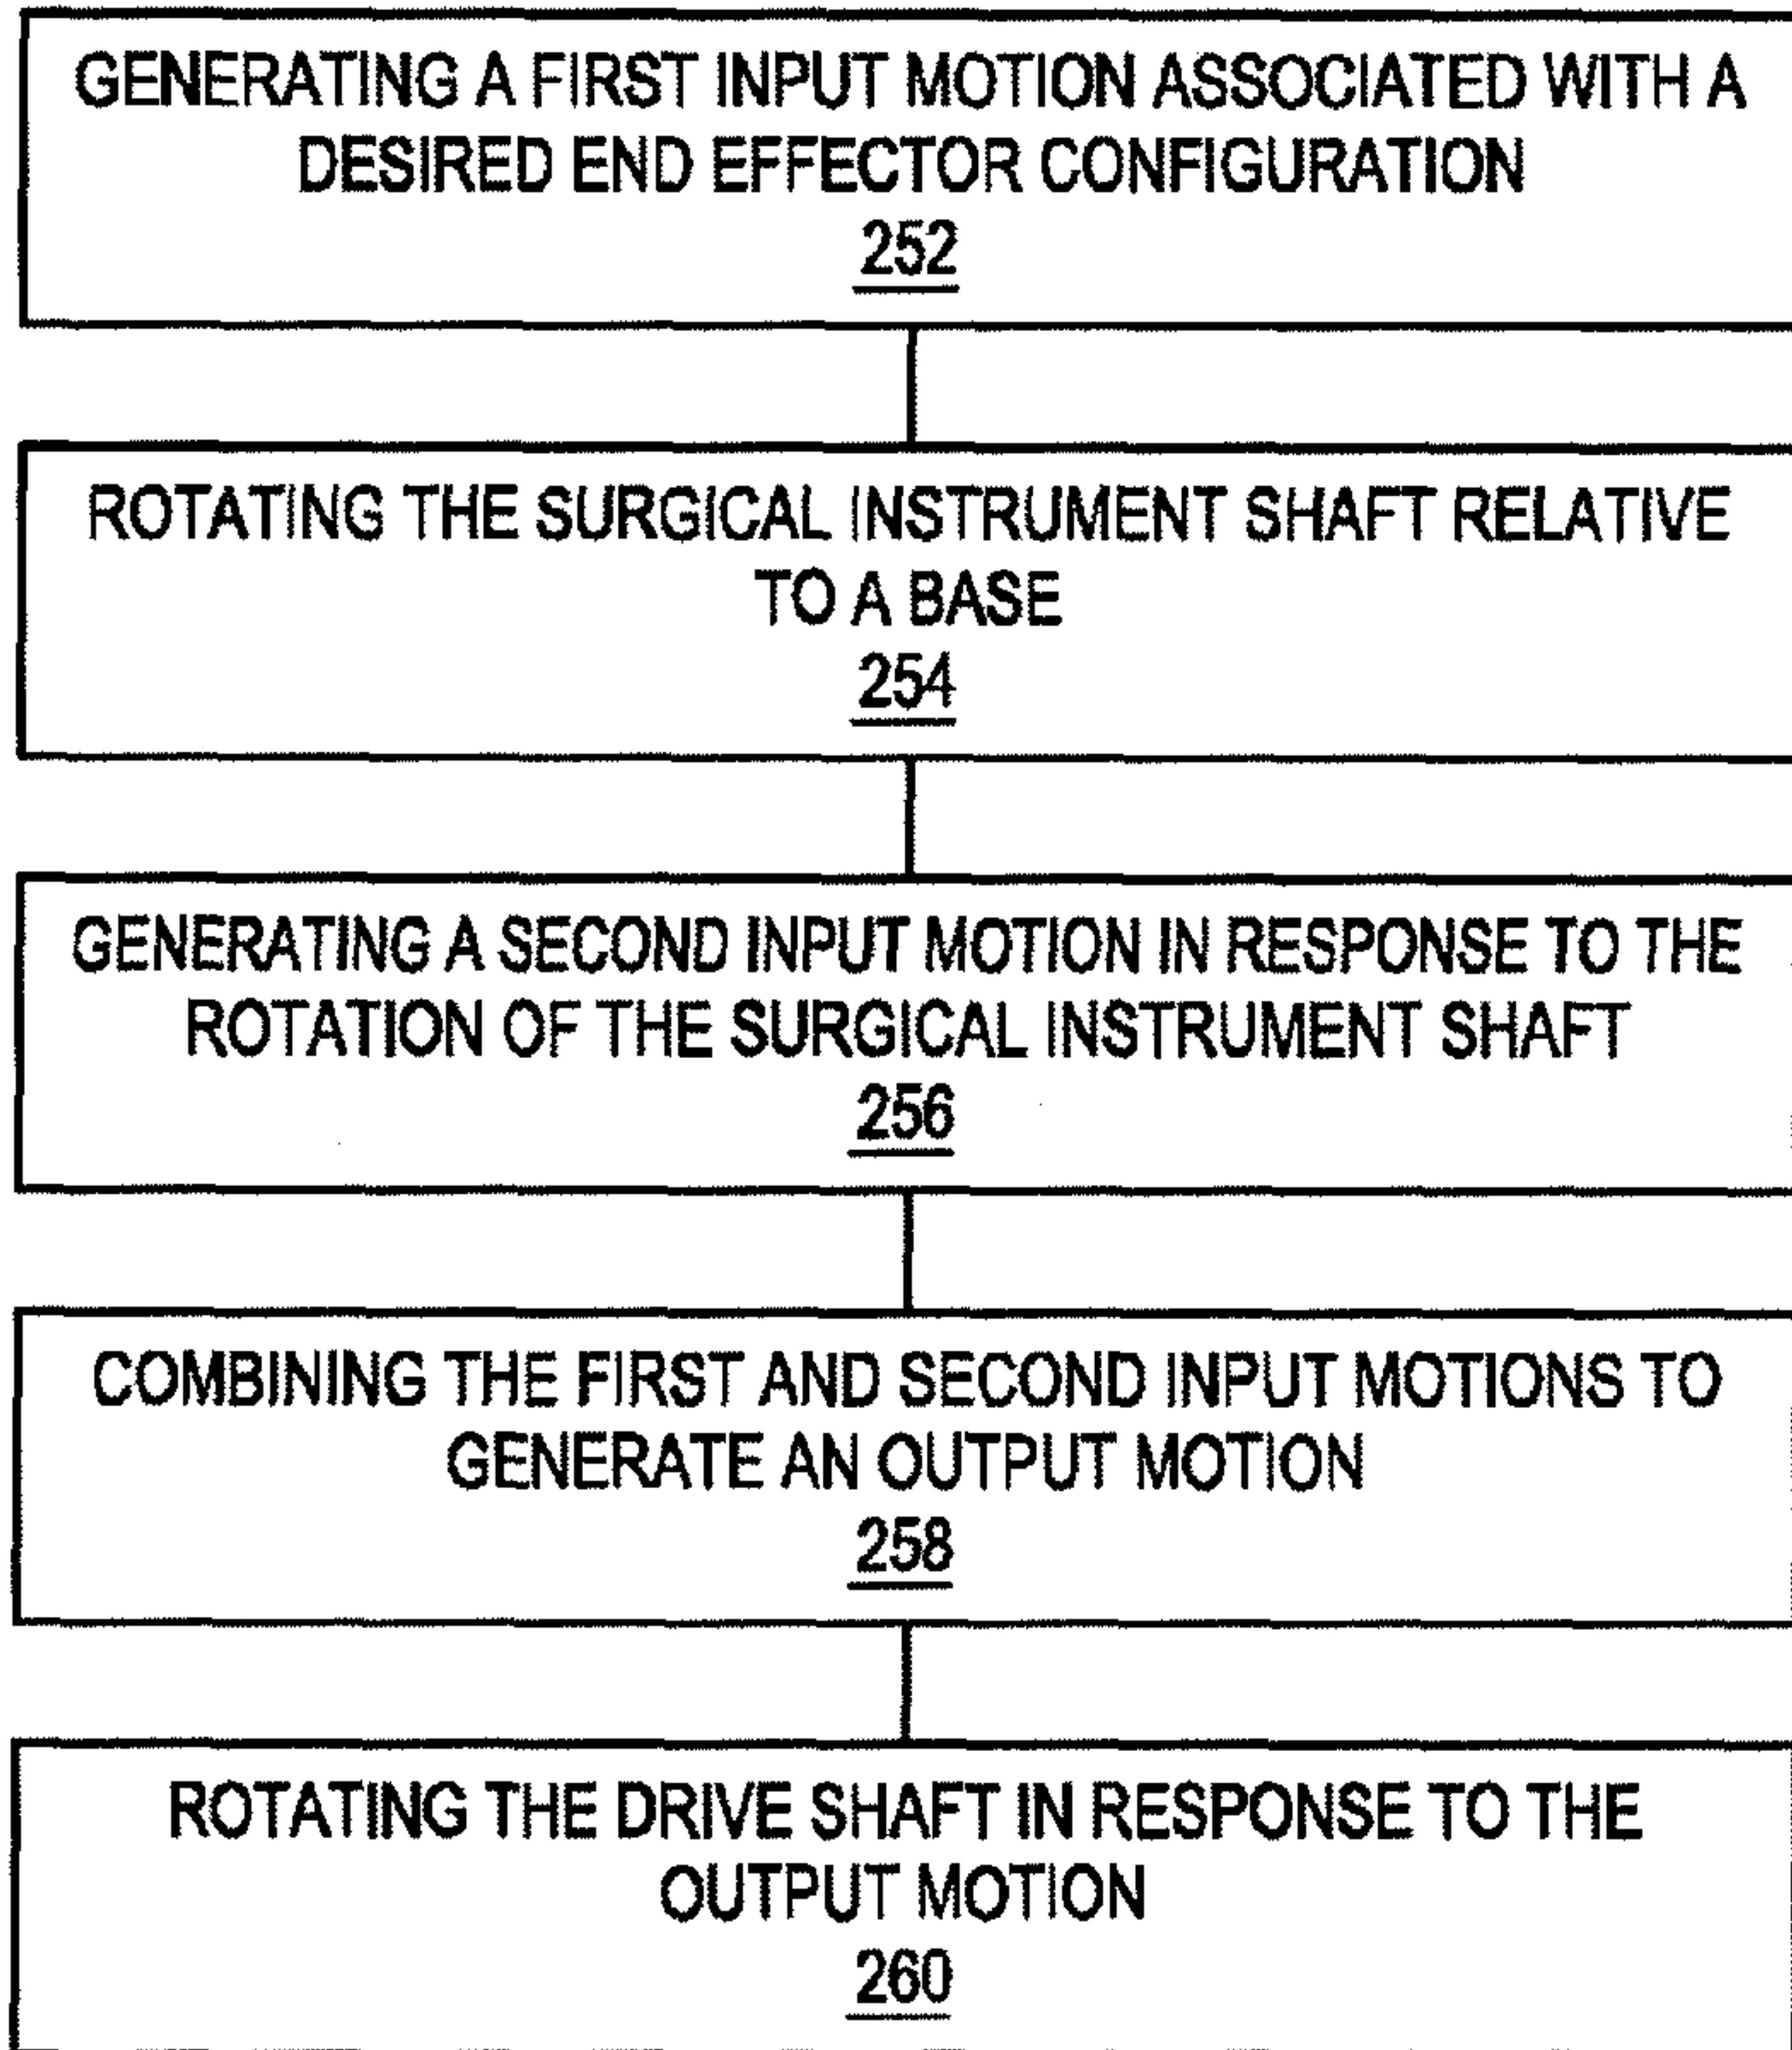 GENERATING A FIRST INPUT MOTION ASSOCIATED WITH A
DESIRED END EFFECTOR CONFIGURATION
252
ROTATING THE SURGICAL INSTRUMENT SHAFT RELATIVE
TO A BASE
254
GENERATING A SECOND INPUT MOTION IN RESPONSE TO THE
ROTATION OF THE SURGICAL INSTRUMENT SHAFT
256
COMBINING THE FIRST AND SECOND INPUT MOTIONS TO
GENERATE AN OUTPUT MOTION
258
ROTATING THE DRIVE SHAFT IN RESPONSE TO THE
OUTPUT MOTION
260